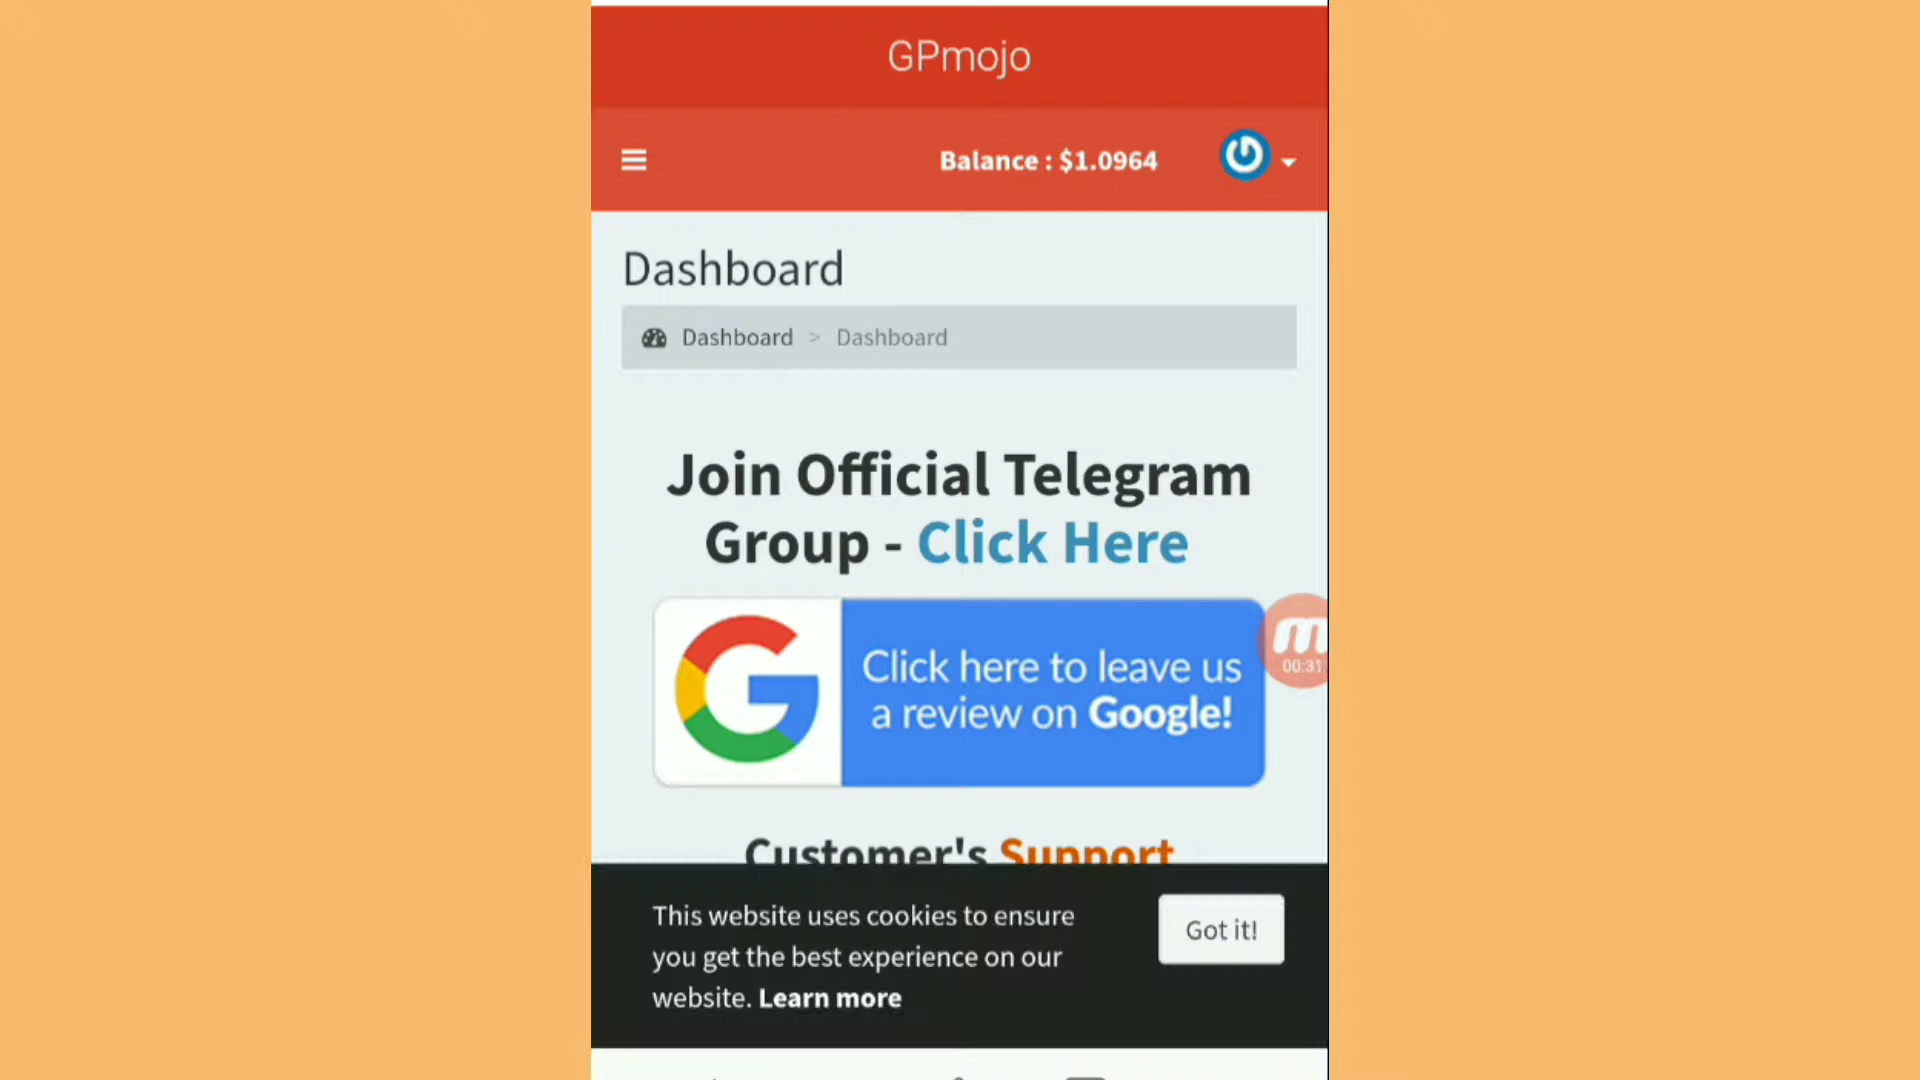 GPmojo
Balance : $1.0964
Dashboard
Dashboard > Dashboard
Join Official Telegram
Group - Click Here
G
Click here to leave us
a review on Google!
m
00:31
Customer's Support
This website uses cookies to ensure
you get the best experience on our
website. Learn more
Got it!